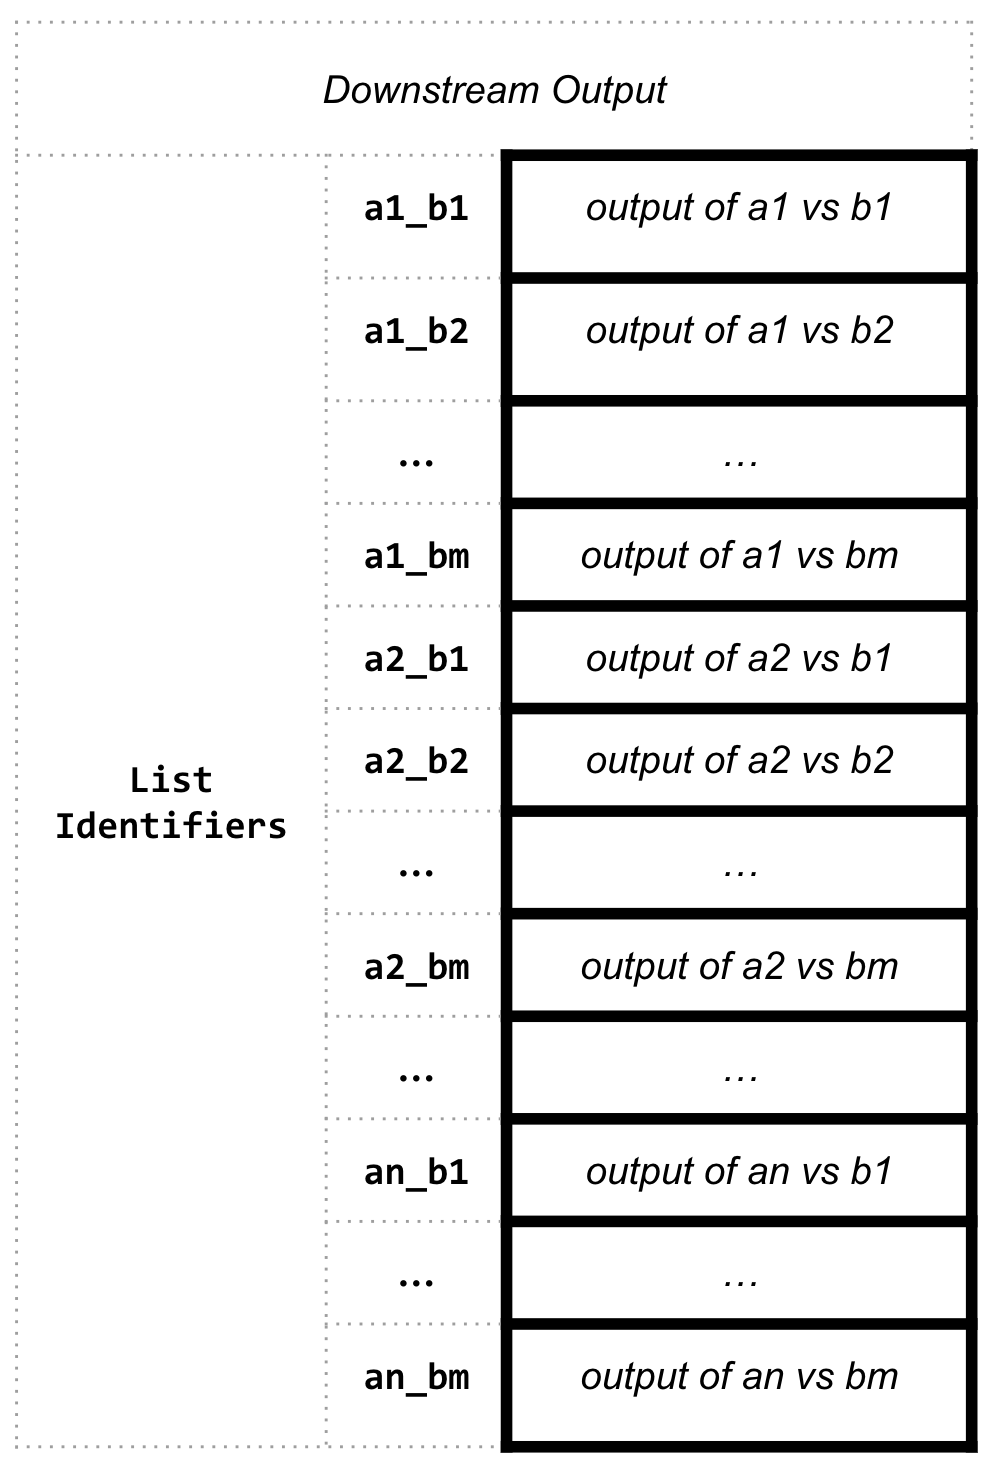 Downstream Output
List
Identifiers
a1_b1 output of a1 vs b1
a1_b2 output of a1 vs b2
... ...
a1_bm output of a1 vs bm
a2_b1 output of a2 vs b1
a2_b2 output of a2 vs b2
... ...
a2_bm output of a2 vs bm
... ...
an_b1 output of an vs b1
... ...
an_bm output of an vs bm